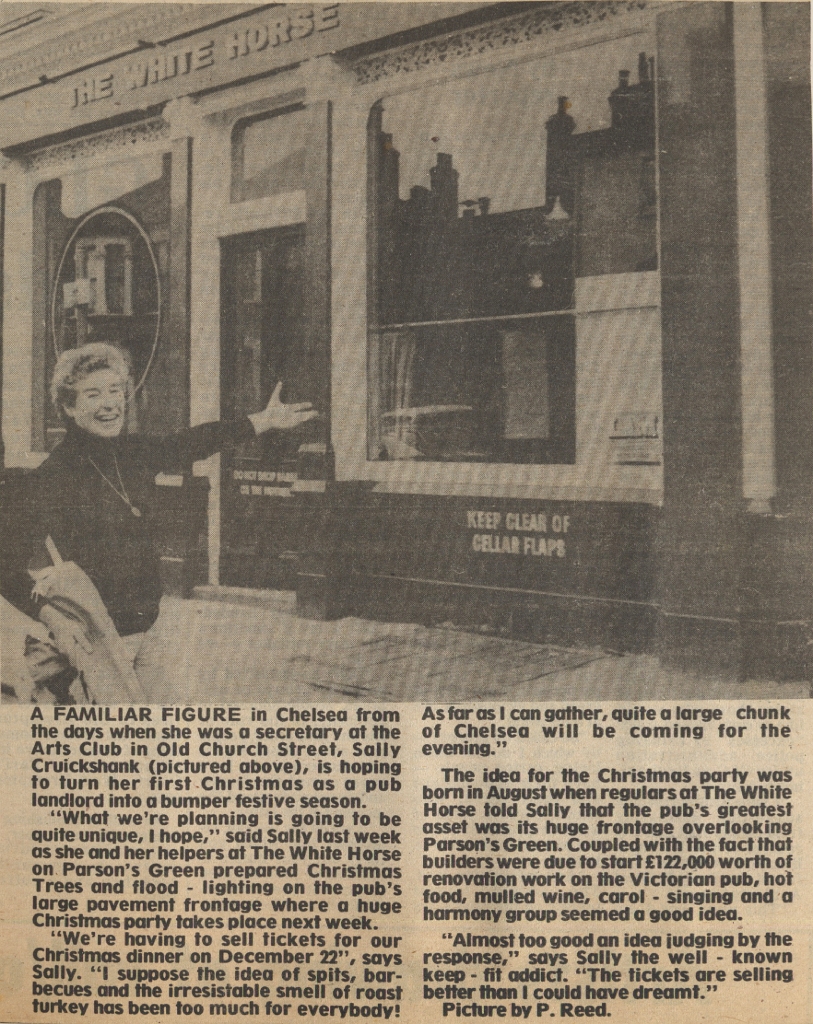 THE WHITE HORSE
KEEP CLEAR OF
CELLAR FLAPS
A FAMILIAR FIGURE in Chelsea from
the days when she was a secretary at the
Arts Club in Old Church Street, Sally
Cruickshank (pictured above), is hoping
to turn her first Christmas as a pub
landlord into a bumper festive season.
"What we're planning is going to be
quite unique, I hope," said Sally last week
as she and her helpers at The White Horse
on Parson's Green prepared Christmas
Trees and flood - lighting on the pub's
large pavement frontage where a huge
Christmas party takes place next week.
"We're having to sell tickets for our
Christmas dinner on December 22", says
Sally. "I suppose the idea of spits, bar-
becues and the irresistable smell of roast
turkey has been too much for everybody!
As far as I can gather, quite a large chunk
of Chelsea will be coming for the
evening."
The idea for the Christmas party was
born in August when regulars at The White
Horse told Sally that the pub's greatest
asset was its huge frontage overlooking
Parson's Green. Coupled with the fact that
builders were due to start £122,000 worth of
renovation work on the Victorian pub, hot
food, mulled wine, carol - singing and a
harmony group seemed a good idea.
"Almost too good an idea judging by the
response," says Sally the well - known
keep - fit addict. "The tickets are selling
better than I could have dreamt."
Picture by P. Reed.